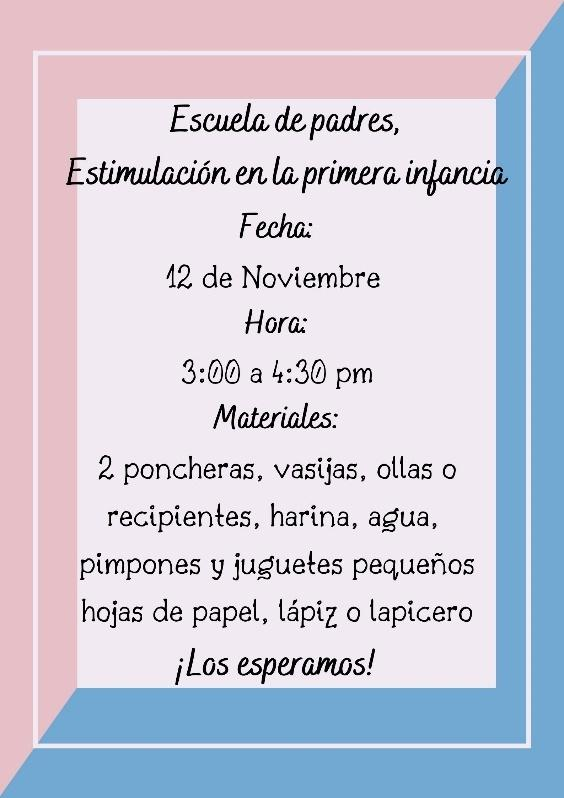 Escuela de padres,
Estimulación en la primera infancia
Fecha:
12 de Noviembre
Hora:
3:00 a 4:30 pm
Materiales:
2 poncheras, vasijas, ollas o
recipientes, harina, agua,
pimpones y juguetes pequeños
hojas de papel, lápiz o lapicero
¡Los esperamos!